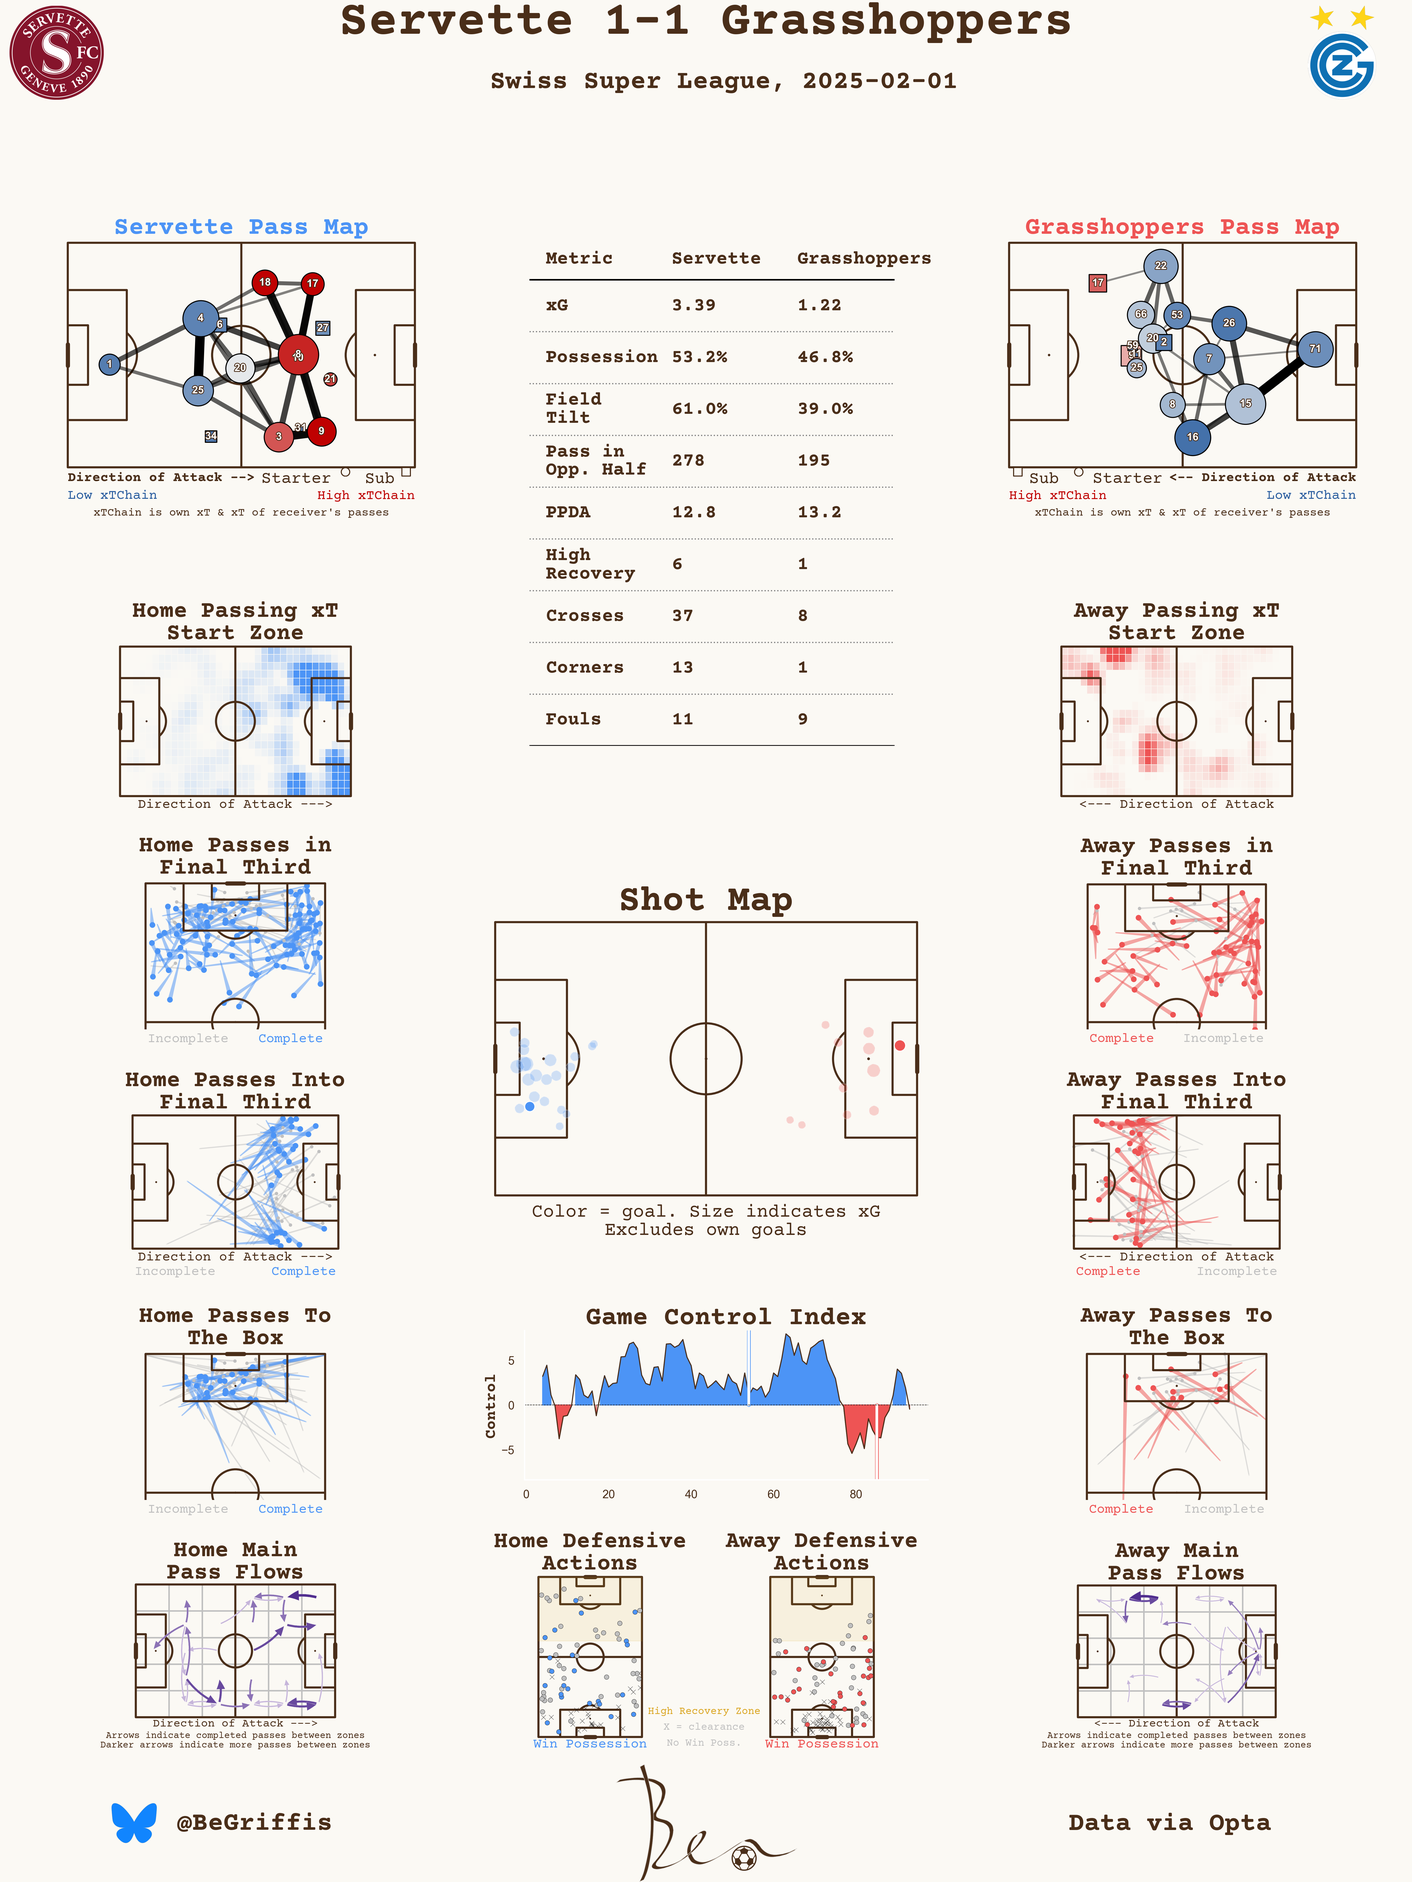 Servette 1-1 Grasshoppers
Swiss Super League, 2025-02-01
SERVETTE
S FC
GENEVE 1890
GC
Servette Pass Map
1
4
6
25
34
20
18
17
27
8
10
21
3
31
9
Direction of Attack --> Starter Sub
Low xTChain High xTChain
xTChain is own xT & xT of receiver's passes
Metric Servette Grasshoppers
xG 3.39 1.22
Possession 53.2% 46.8%
Field
Tilt 61.0% 39.0%
Pass in
Opp. Half 278 195
PPDA 12.8 13.2
High
Recovery 6 1
Crosses 37 8
Corners 13 1
Fouls 11 9
Grasshoppers Pass Map
17
22
66
53
20
2
59
25
26
7
71
8
15
16
Sub Starter <-- Direction of Attack
High xTChain Low xTChain
xTChain is own xT & xT of receiver's passes
Home Passing xT
Start Zone
Direction of Attack --->
Away Passing xT
Start Zone
<--- Direction of Attack
Home Passes in
Final Third
Incomplete Complete
Away Passes in
Final Third
Complete Incomplete
Shot Map
Color = goal. Size indicates xG
Excludes own goals
Home Passes Into
Final Third
Direction of Attack --->
Incomplete Complete
Away Passes Into
Final Third
<--- Direction of Attack
Complete Incomplete
Home Passes To
The Box
Incomplete Complete
Game Control Index
Control
5
0
−5
0 20 40 60 80
Away Passes To
The Box
Complete Incomplete
Home Main
Pass Flows
Direction of Attack --->
Arrows indicate completed passes between zones
Darker arrows indicate more passes between zones
Home Defensive
Actions
Win Possession
Away Defensive
Actions
Win Possession
High Recovery Zone
X = clearance
No Win Poss.
Away Main
Pass Flows
<--- Direction of Attack
Arrows indicate completed passes between zones
Darker arrows indicate more passes between zones
@BeGriffis
Ben
Data via Opta